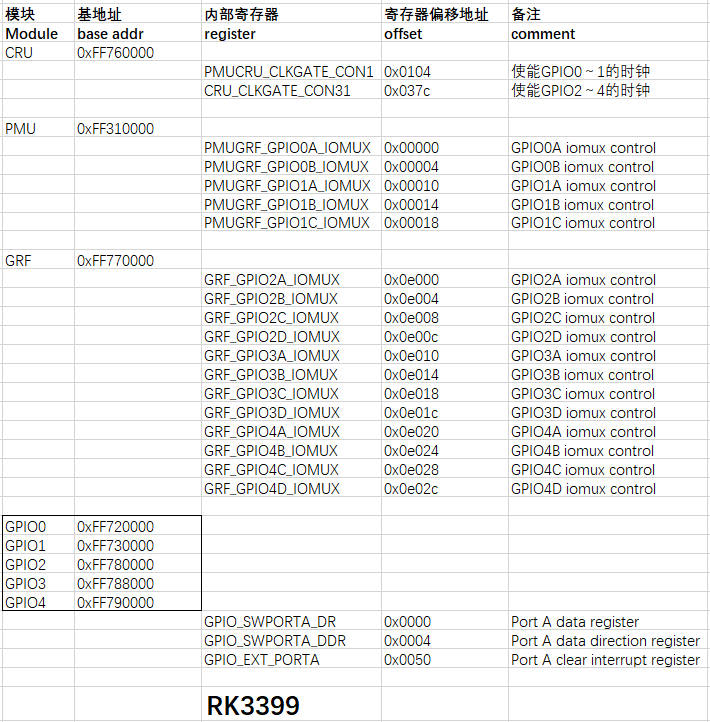 模块 基地址 内部寄存器 寄存器偏移地址 备注
Module base addr register offset comment
CRU 0xFF760000
PMUCRU_CLKGATE_CON1 0x0104 使能GPIO0~1的时钟
CRU_CLKGATE_CON31 0x037c 使能GPIO2~4的时钟
PMU 0xFF310000
PMUGRF_GPIO0A_IOMUX 0x00000 GPIO0A iomux control
PMUGRF_GPIO0B_IOMUX 0x00004 GPIO0B iomux control
PMUGRF_GPIO1A_IOMUX 0x00010 GPIO1A iomux control
PMUGRF_GPIO1B_IOMUX 0x00014 GPIO1B iomux control
PMUGRF_GPIO1C_IOMUX 0x00018 GPIO1C iomux control
GRF 0xFF770000
GRF_GPIO2A_IOMUX 0x0e000 GPIO2A iomux control
GRF_GPIO2B_IOMUX 0x0e004 GPIO2B iomux control
GRF_GPIO2C_IOMUX 0x0e008 GPIO2C iomux control
GRF_GPIO2D_IOMUX 0x0e00c GPIO2D iomux control
GRF_GPIO3A_IOMUX 0x0e010 GPIO3A iomux control
GRF_GPIO3B_IOMUX 0x0e014 GPIO3B iomux control
GRF_GPIO3C_IOMUX 0x0e018 GPIO3C iomux control
GRF_GPIO3D_IOMUX 0x0e01c GPIO3D iomux control
GRF_GPIO4A_IOMUX 0x0e020 GPIO4A iomux control
GRF_GPIO4B_IOMUX 0x0e024 GPIO4B iomux control
GRF_GPIO4C_IOMUX 0x0e028 GPIO4C iomux control
GRF_GPIO4D_IOMUX 0x0e02c GPIO4D iomux control
GPIO0 0xFF720000
GPIO1 0xFF730000
GPIO2 0xFF780000
GPIO3 0xFF788000
GPIO4 0xFF790000
GPIO_SWPORTA_DR 0x0000 Port A data register
GPIO_SWPORTA_DDR 0x0004 Port A data direction register
GPIO_EXT_PORTA 0x0050 Port A clear interrupt register
RK3399